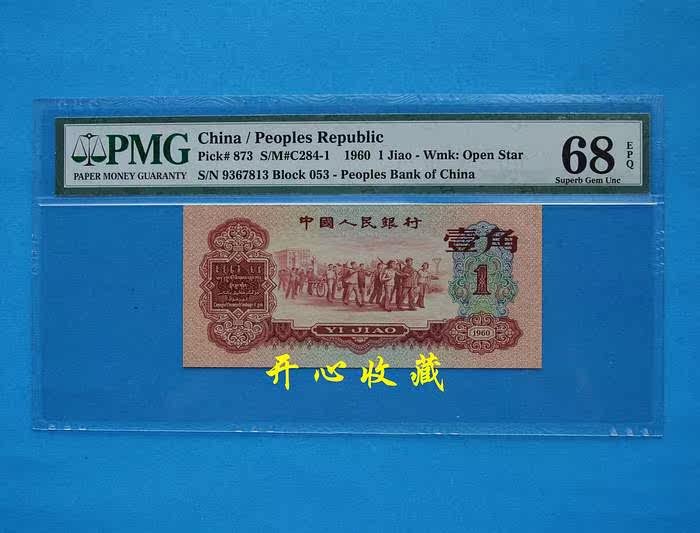 PMG
PAPER MONEY GUARANTY
China / Peoples Republic
Pick# 873 S/M#C284-1 1960 1 Jiao - Wmk: Open Star
S/N 9367813 Block 053 - Peoples Bank of China
68
EPQ
Superb Gem Unc
中國人民銀行
壹角
1
YI JIAO
1960
开心收藏